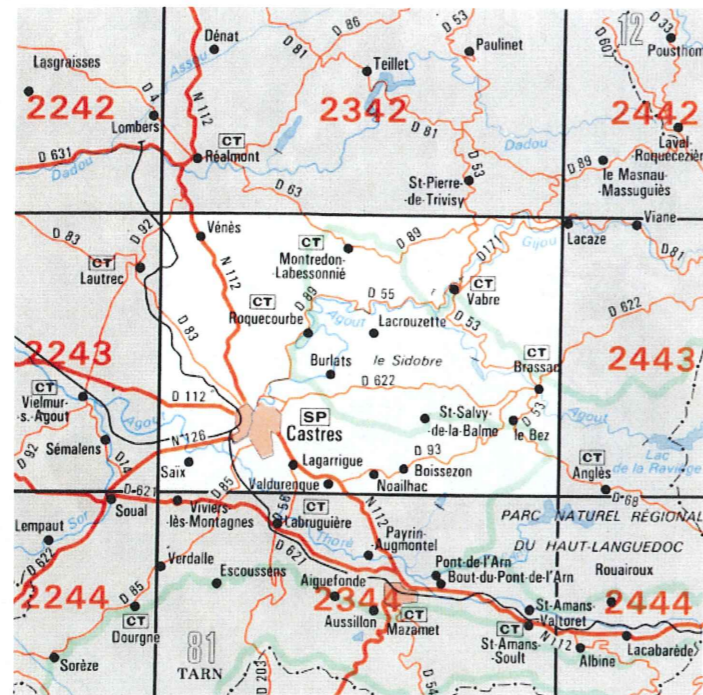 D 86
D 53
D 33
12
D 607
Dénat
D 81
Paulinet
Pousthom
Lasgraisses
Assou
Teillet
2242
D 4
N 112
2342
2442
Lombers
CT
D 81
Dadou
Laval-
-Roquecezière
D 631
Réalmont
D 53
D 89
le Masnau
-Massuguiès
Dadou
St-Pierre-
-de-Trivisy
D 63
D 92
Vénès
D 83
D 89
D 171
Gijou
Lacaze
Viane
CT
Montredon-
-Labessonnié
D 81
CT
Lautrec
N 112
CT
Vabre
CT
D 89
D 55
D 622
D 83
Roquecourbe
Agout
Lacrouzette
D 53
2243
Burlats
le Sidobre
CT
Brassac
2443
CT
D 622
Vielmur-
-s.-Agout
D 112
Agout
SP
Castres
St-Salvy-
-de-la-Balme
D 53
le Bez
Agout
D 92
Sémalens
N 126
D 14
Saïx
Lagarrigue
D 93
Boissezon
Lac
de la Raviège
CT
Anglès
D 85
Valdurenque
Noailhac
D 621
D 58
N 112
D 68
Soual
Viviers
-lès-Montagnes
CT
Labruguière
PARC NATUREL RÉGIONAL
Sor
Lempaut
Thoré
Payrin-
Augmontel
DU HAUT-LANGUEDOC
D 622
Verdalle
D 621
Pont-de-l'Arn
Bout-du-Pont-de-l'Arn
Rouairoux
Escoussens
Aiguefonde
2244
D 85
2344
St-Amans-
-Valtoret
2444
CT
Dourgne
Aussillon
CT
Mazamet
CT
St-Amans-
-Soult
N 112
Lacabarède
81
TARN
Albine
Sorèze
D 203
D 54